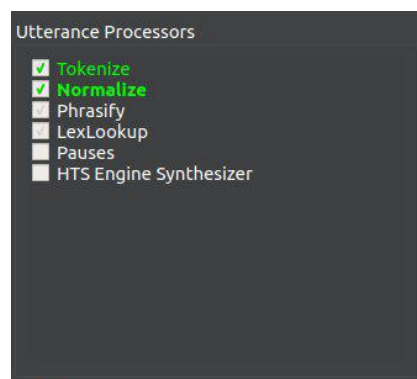 Utterance Processors
Tokenize
Normalize
Phrasify
LexLookup
Pauses
HTS Engine Synthesizer